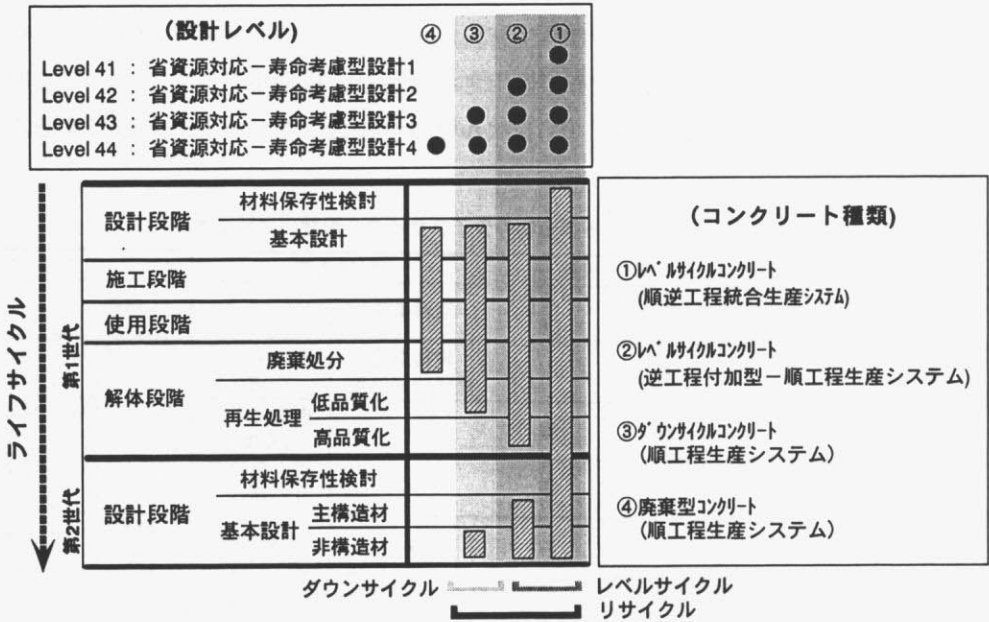 (設計レベル) ④ ③ ② ①
Level 41 : 省資源対応-寿命考慮型設計1
Level 42 : 省資源対応-寿命考慮型設計2
Level 43 : 省資源対応-寿命考慮型設計3
Level 44 : 省資源対応-寿命考慮型設計4
ライフサイクル
第1世代
設計段階
材料保存性検討
基本設計
施工段階
使用段階
解体段階
廃棄処分
再生処理
低品質化
高品質化
第2世代
設計段階
材料保存性検討
基本設計
主構造材
非構造材
(コンクリート種類)
①レベルサイクルコンクリート
(順逆工程統合生産システム)
②レベルサイクルコンクリート
(逆工程付加型-順工程生産システム)
③ダウンサイクルコンクリート
(順工程生産システム)
④廃棄型コンクリート
(順工程生産システム)
ダウンサイクル
レベルサイクル
リサイクル